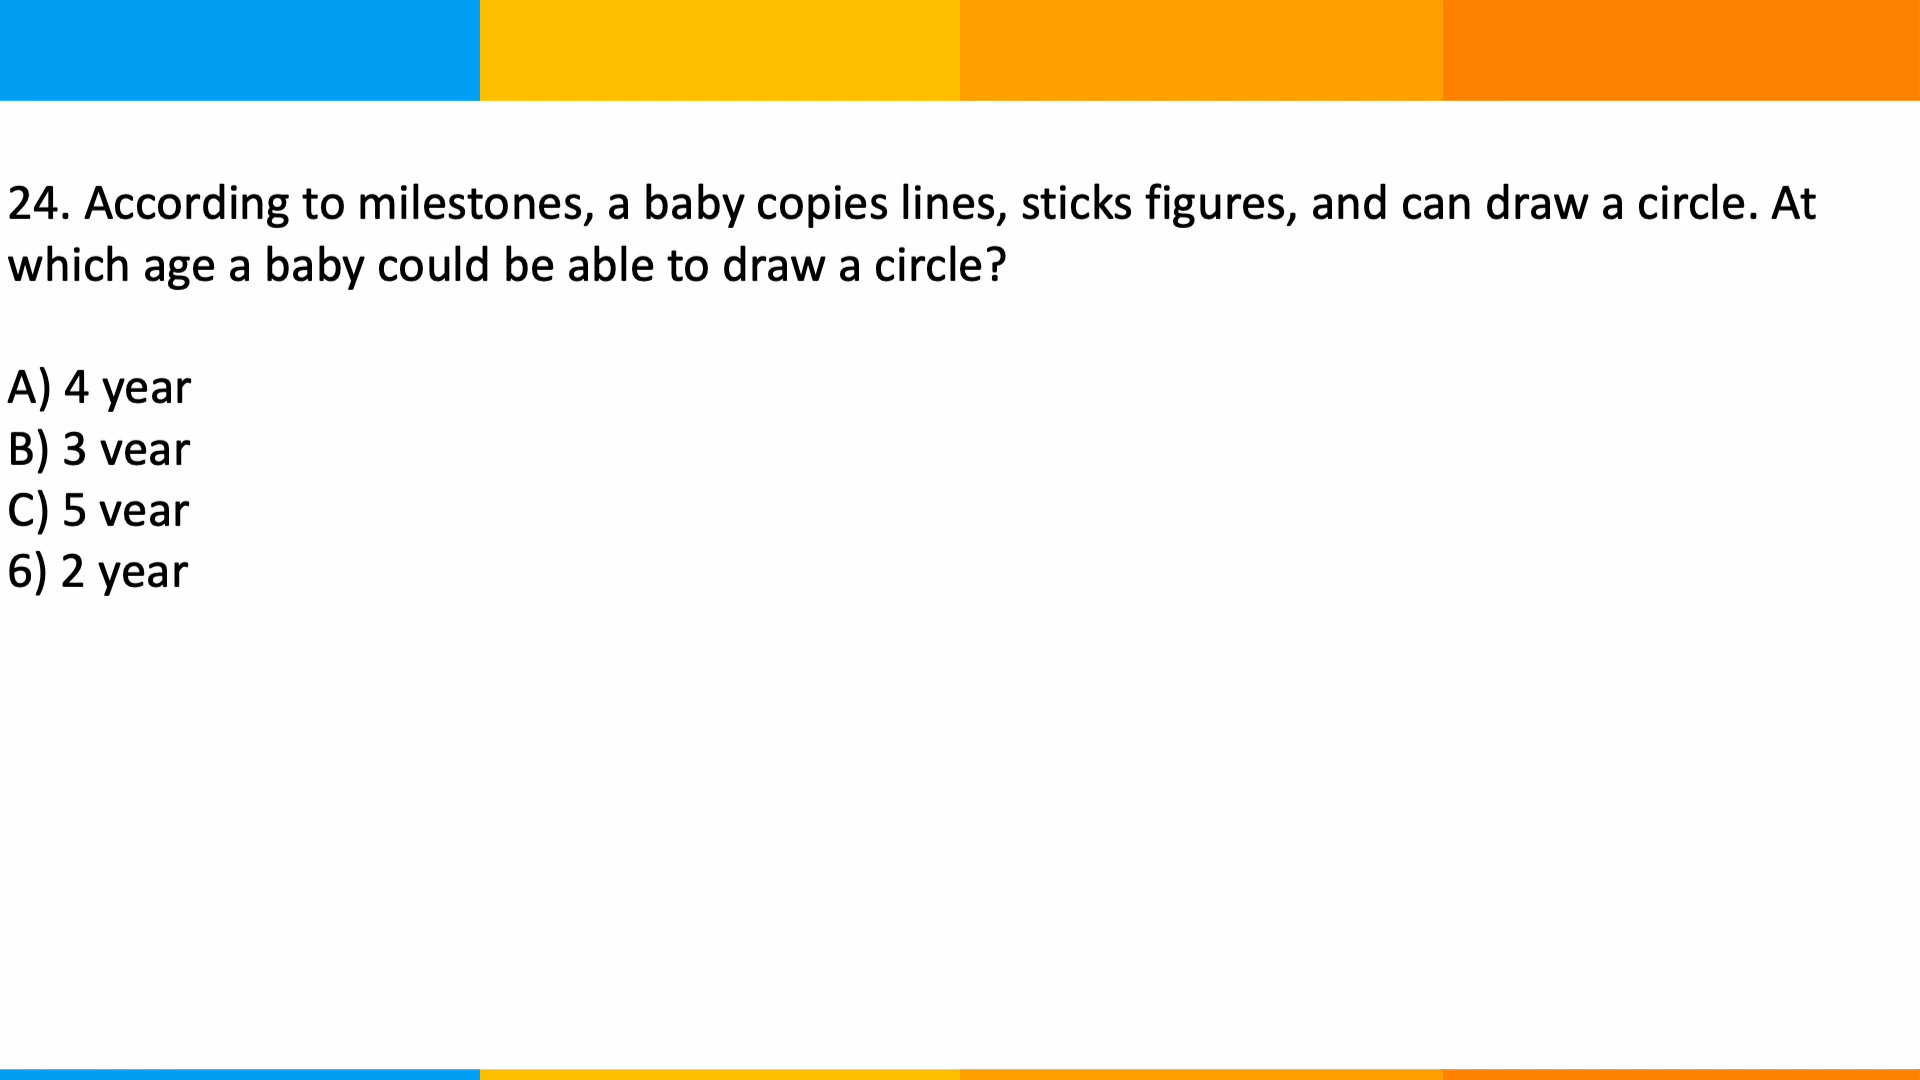 24. According to milestones, a baby copies lines, sticks figures, and can draw a circle. At
which age a baby could be able to draw a circle?
A) 4 year
B) 3 vear
C) 5 vear
6) 2 year